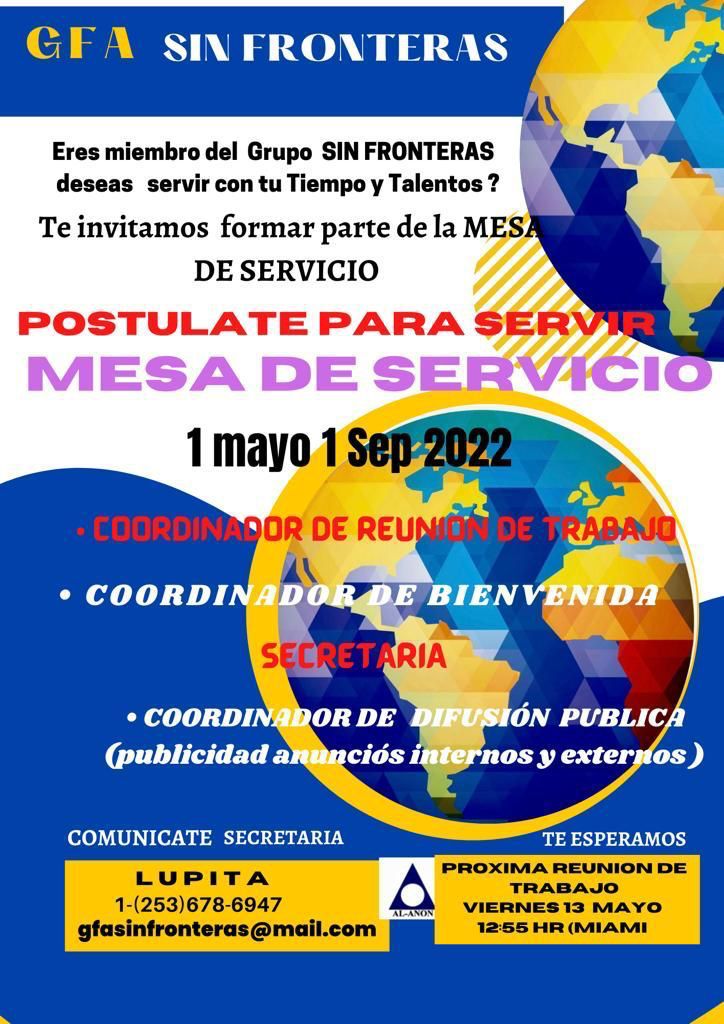 GFA SIN FRONTERAS
Eres miembro del Grupo SIN FRONTERAS
deseas servir con tu Tiempo y Talentos ?
Te invitamos formar parte de la MESA
DE SERVICIO
POSTULATE PARA SERVIR
MESA DE SERVICIO
1 mayo 1 Sep 2022
• COORDINADOR DE REUNION DE TRABAJO
• COORDINADOR DE BIENVENIDA
SECRETARIA
• COORDINADOR DE DIFUSIÓN PUBLICA
(publicidad anunciós internos y externos )
COMUNICATE SECRETARIA
LUPITA
1-(253)678-6947
gfasinfronteras@mail.com
AL-ANON
TE ESPERAMOS
PROXIMA REUNION DE
TRABAJO
VIERNES 13 MAYO
12:55 HR (MIAMI